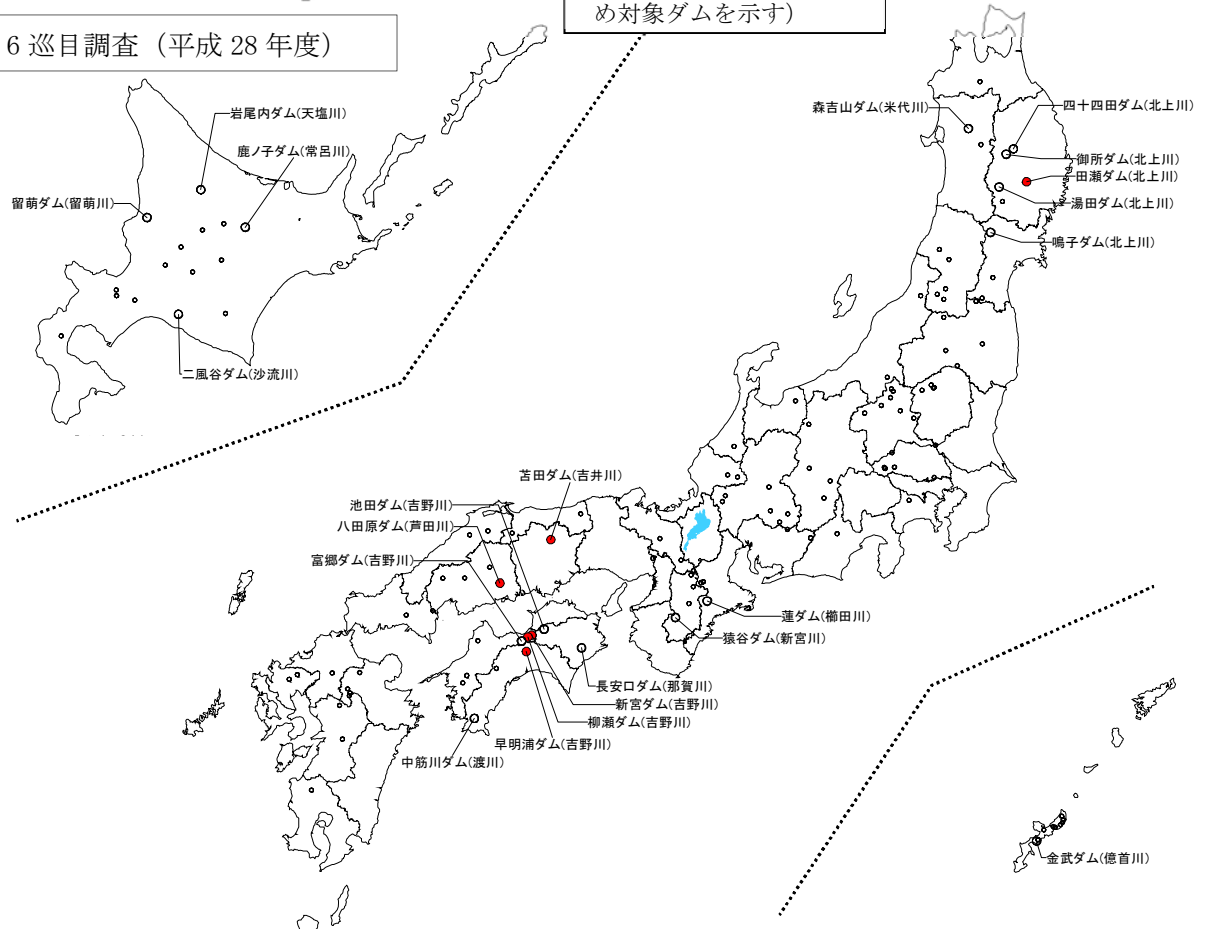 め対象ダムを示す）
6 巡目調査（平成 28 年度）
岩尾内ダム(天塩川)
鹿ノ子ダム(常呂川)
留萌ダム(留萌川)
二風谷ダム(沙流川)
森吉山ダム(米代川)
四十四田ダム(北上川)
御所ダム(北上川)
田瀬ダム(北上川)
湯田ダム(北上川)
鳴子ダム(北上川)
苫田ダム(吉井川)
池田ダム(吉野川)
八田原ダム(芦田川)
富郷ダム(吉野川)
蓮ダム(櫛田川)
猿谷ダム(新宮川)
長安口ダム(那賀川)
新宮ダム(吉野川)
柳瀬ダム(吉野川)
早明浦ダム(吉野川)
中筋川ダム(渡川)
金武ダム(億首川)